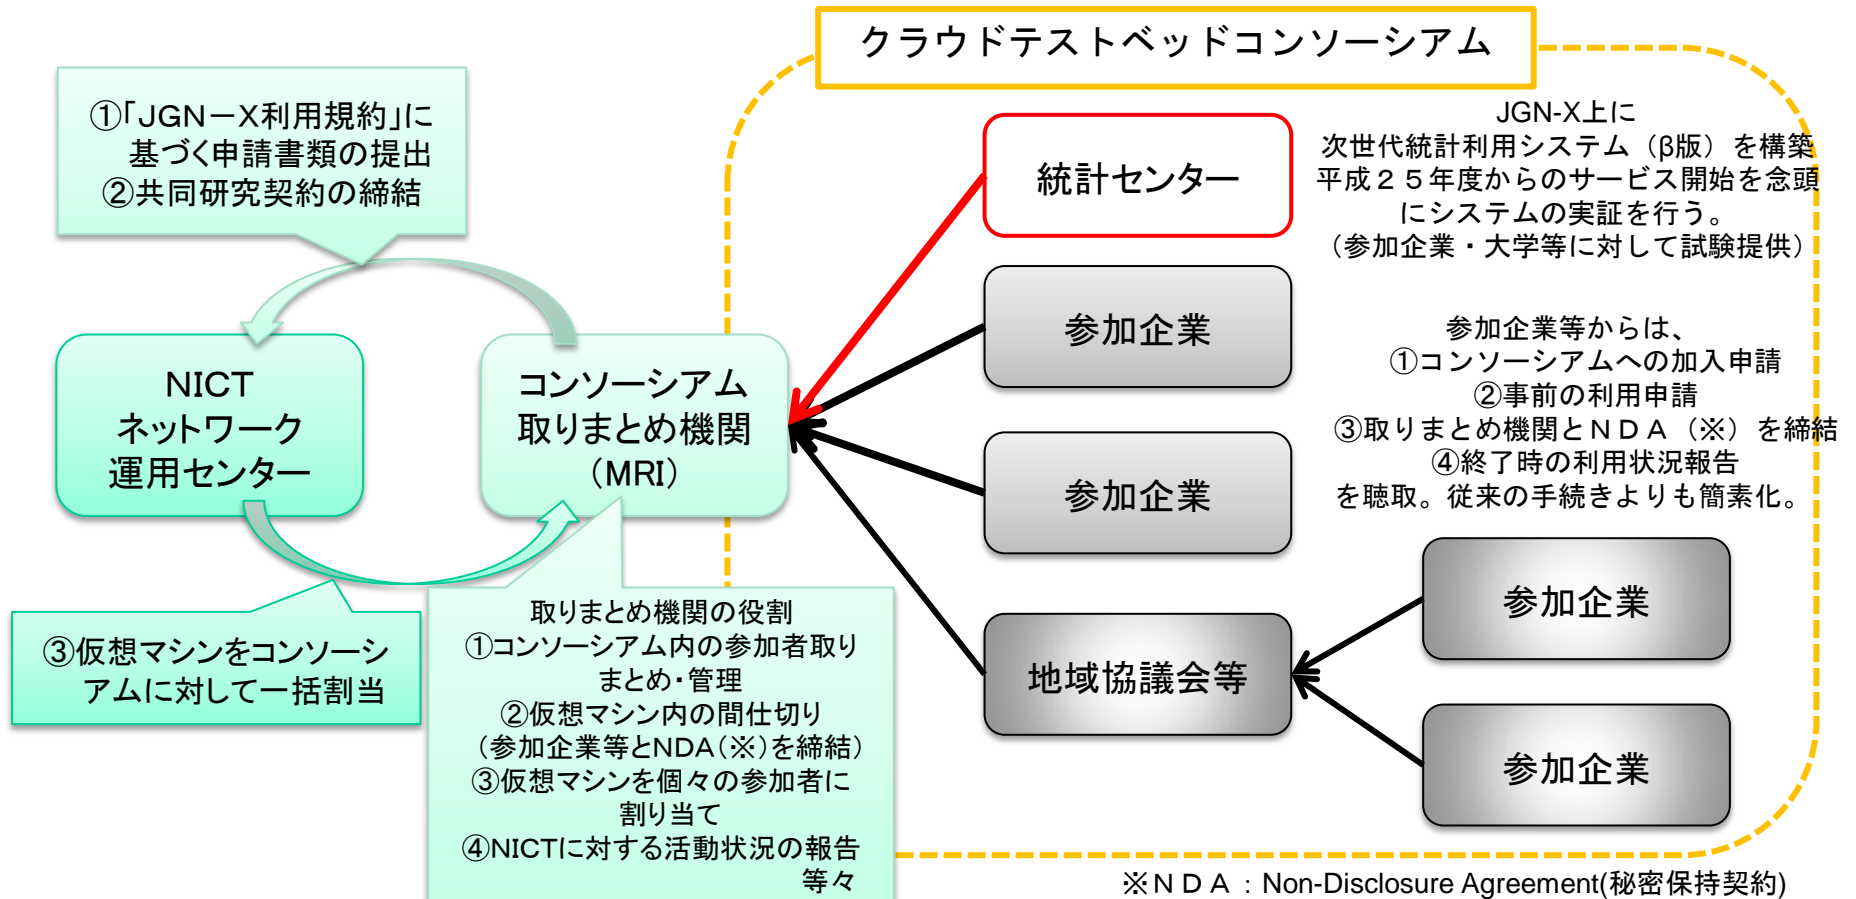 クラウドテストベッドコンソーシアム
①「JGN－X利用規約」に
基づく申請書類の提出
②共同研究契約の締結
NICT
ネットワーク
運用センター
コンソーシアム
取りまとめ機関
(MRI)
③仮想マシンをコンソーシ
アムに対して一括割当
取りまとめ機関の役割
①コンソーシアム内の参加者取り
まとめ・管理
②仮想マシン内の間仕切り
（参加企業等とNDA（※）を締結）
③仮想マシンを個々の参加者に
割り当て
④NICTに対する活動状況の報告
等々
統計センター
参加企業
参加企業
地域協議会等
JGN-X上に
次世代統計利用システム（β版）を構築
平成２５年度からのサービス開始を念頭
にシステムの実証を行う。
（参加企業・大学等に対して試験提供）
参加企業等からは、
①コンソーシアムへの加入申請
②事前の利用申請
③取りまとめ機関とＮＤＡ（※）を締結
④終了時の利用状況報告
を聴取。従来の手続きよりも簡素化。
参加企業
参加企業
※ＮＤＡ：Non-Disclosure Agreement(秘密保持契約)